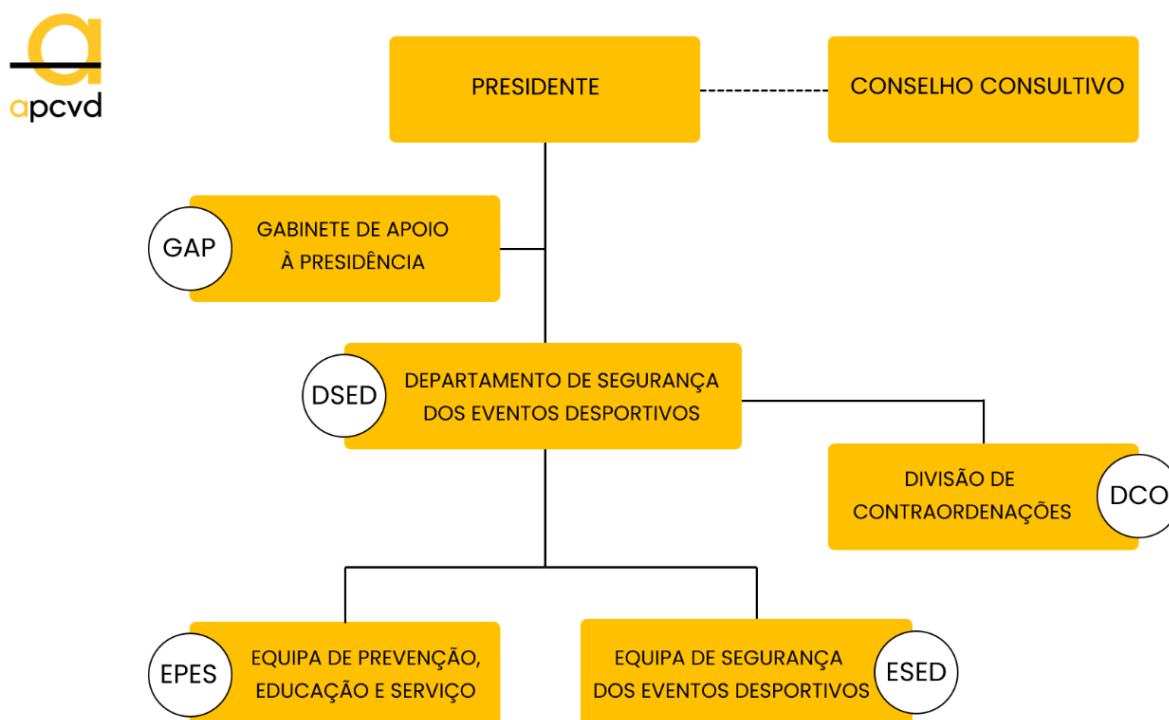 apcvd
PRESIDENTE
CONSELHO CONSULTIVO
GAP
GABINETE DE APOIO
À PRESIDÊNCIA
DSED
DEPARTAMENTO DE SEGURANÇA
DOS EVENTOS DESPORTIVOS
DIVISÃO DE
CONTRAORDENAÇÕES
DCO
EPES
EQUIPA DE PREVENÇÃO,
EDUCAÇÃO E SERVIÇO
EQUIPA DE SEGURANÇA
DOS EVENTOS DESPORTIVOS
ESED